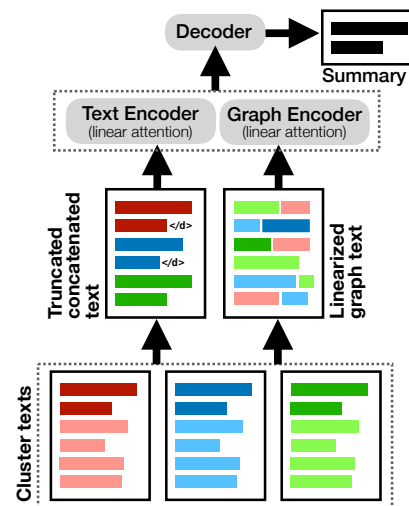 Decoder
Summary
Text Encoder
(linear attention)
Graph Encoder
(linear attention)
Truncated
concatenated
text
</d>
</d>
Linearized
graph text
Cluster texts